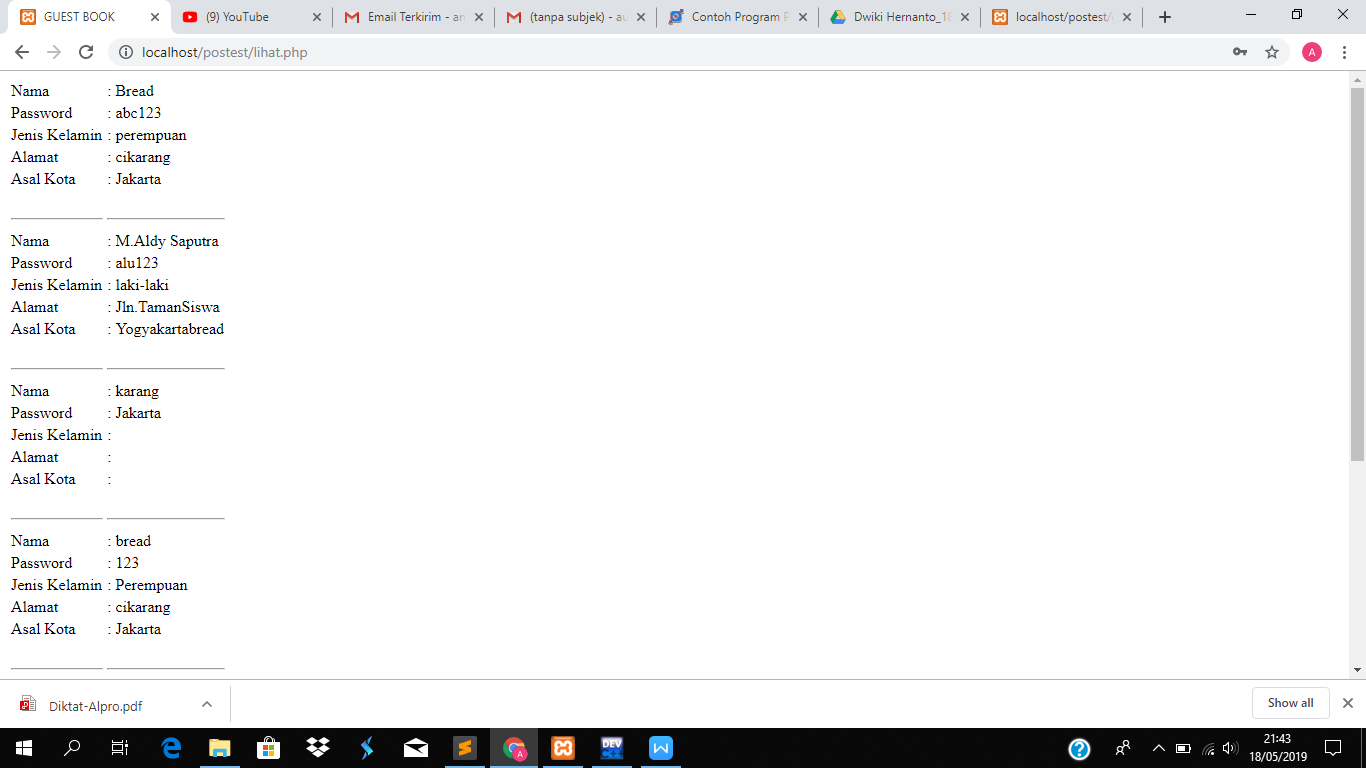 GUEST BOOK
(9) YouTube
Email Terkirim - an
(tanpa subjek) - au
Contoh Program P
Dwiki Hernanto_18
localhost/postest/
localhost/postest/lihat.php
A
Nama : Bread
Password : abc123
Jenis Kelamin : perempuan
Alamat : cikarang
Asal Kota : Jakarta
Nama : M.Aldy Saputra
Password : alu123
Jenis Kelamin : laki-laki
Alamat : Jln.TamanSiswa
Asal Kota : Yogyakartabread
Nama : karang
Password : Jakarta
Jenis Kelamin :
Alamat :
Asal Kota :
Nama : bread
Password : 123
Jenis Kelamin : Perempuan
Alamat : cikarang
Asal Kota : Jakarta
Diktat-Alpro.pdf
Show all
A
DEV
W
21:43
18/05/2019